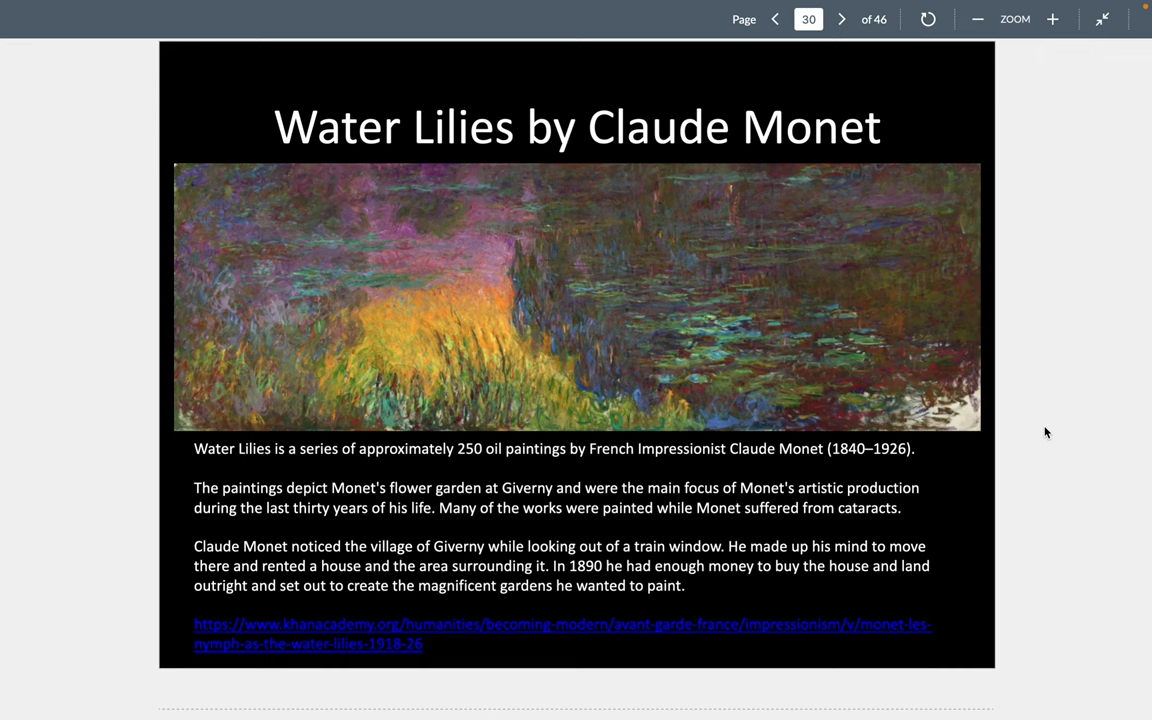 Page 30 of 46 ZOOM
Water Lilies by Claude Monet
Water Lilies is a series of approximately 250 oil paintings by French Impressionist Claude Monet (1840–1926).
The paintings depict Monet's flower garden at Giverny and were the main focus of Monet's artistic production
during the last thirty years of his life. Many of the works were painted while Monet suffered from cataracts.
Claude Monet noticed the village of Giverny while looking out of a train window. He made up his mind to move
there and rented a house and the area surrounding it. In 1890 he had enough money to buy the house and land
outright and set out to create the magnificent gardens he wanted to paint.
https://www.khanacademy.org/humanities/becoming-modern/avant-garde-france/impressionism/v/monet-les-
nymph-as-the-water-lilies-1918-26